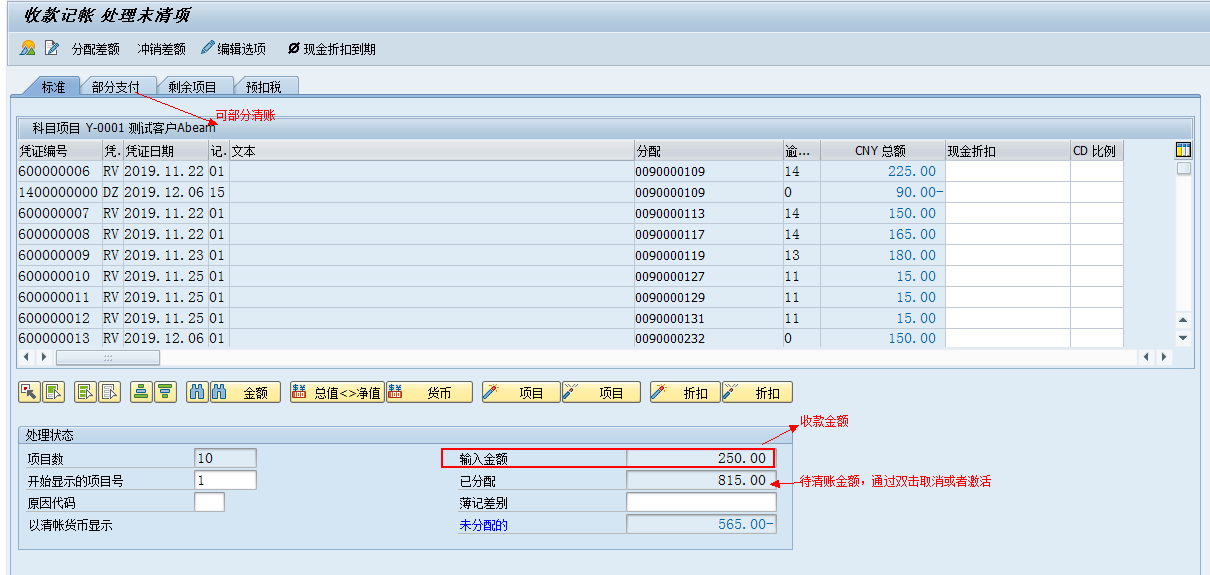 收款记帐 处理未清项
分配差额 冲销差额 编辑选项 现金折扣到期
标准 部分支付 剩余项目 预扣税
可部分清账
科目项目 Y-0001 测试客户Abeam
凭证编号 凭. 凭证日期 记. 文本 分配 逾... CNY 总额 现金折扣 CD 比例
600000006 RV 2019.11.22 01 0090000109 14 225.00
1400000000 DZ 2019.12.06 15 0090000109 0 90.00-
600000007 RV 2019.11.22 01 0090000113 14 150.00
600000008 RV 2019.11.22 01 0090000117 14 165.00
600000009 RV 2019.11.23 01 0090000119 13 180.00
600000010 RV 2019.11.25 01 0090000127 11 15.00
600000011 RV 2019.11.25 01 0090000129 11 15.00
600000012 RV 2019.11.25 01 0090000131 11 15.00
600000013 RV 2019.12.06 01 0090000232 0 150.00
金额 总值<>净值 货币 项目 项目 折扣 折扣
收款金额
处理状态
项目数 10 输入金额 250.00
开始显示的项目号 1 已分配 815.00
待清账金额，通过双击取消或者激活
原因代码 薄记差别
以清帐货币显示 未分配的 565.00-